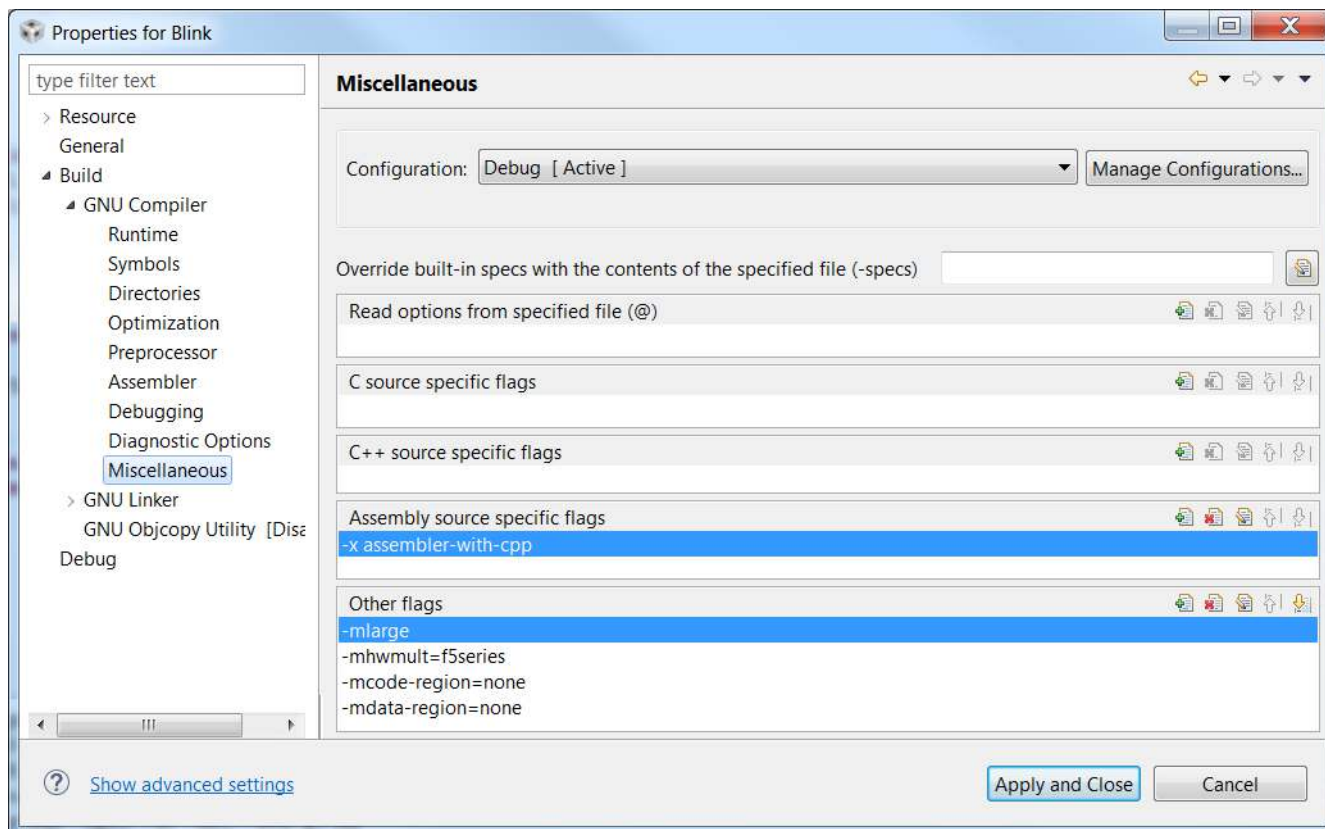 Properties for Blink
type filter text
Resource
General
Build
GNU Compiler
Runtime
Symbols
Directories
Optimization
Preprocessor
Assembler
Debugging
Diagnostic Options
Miscellaneous
GNU Linker
GNU Objcopy Utility [Disa
Debug
Miscellaneous
Configuration: Debug [ Active ] Manage Configurations...
Override built-in specs with the contents of the specified file (-specs)
Read options from specified file (@)
C source specific flags
C++ source specific flags
Assembly source specific flags
-x assembler-with-cpp
Other flags
-mlarge
-mhwmult=f5series
-mcode-region=none
-mdata-region=none
Show advanced settings
Apply and Close Cancel